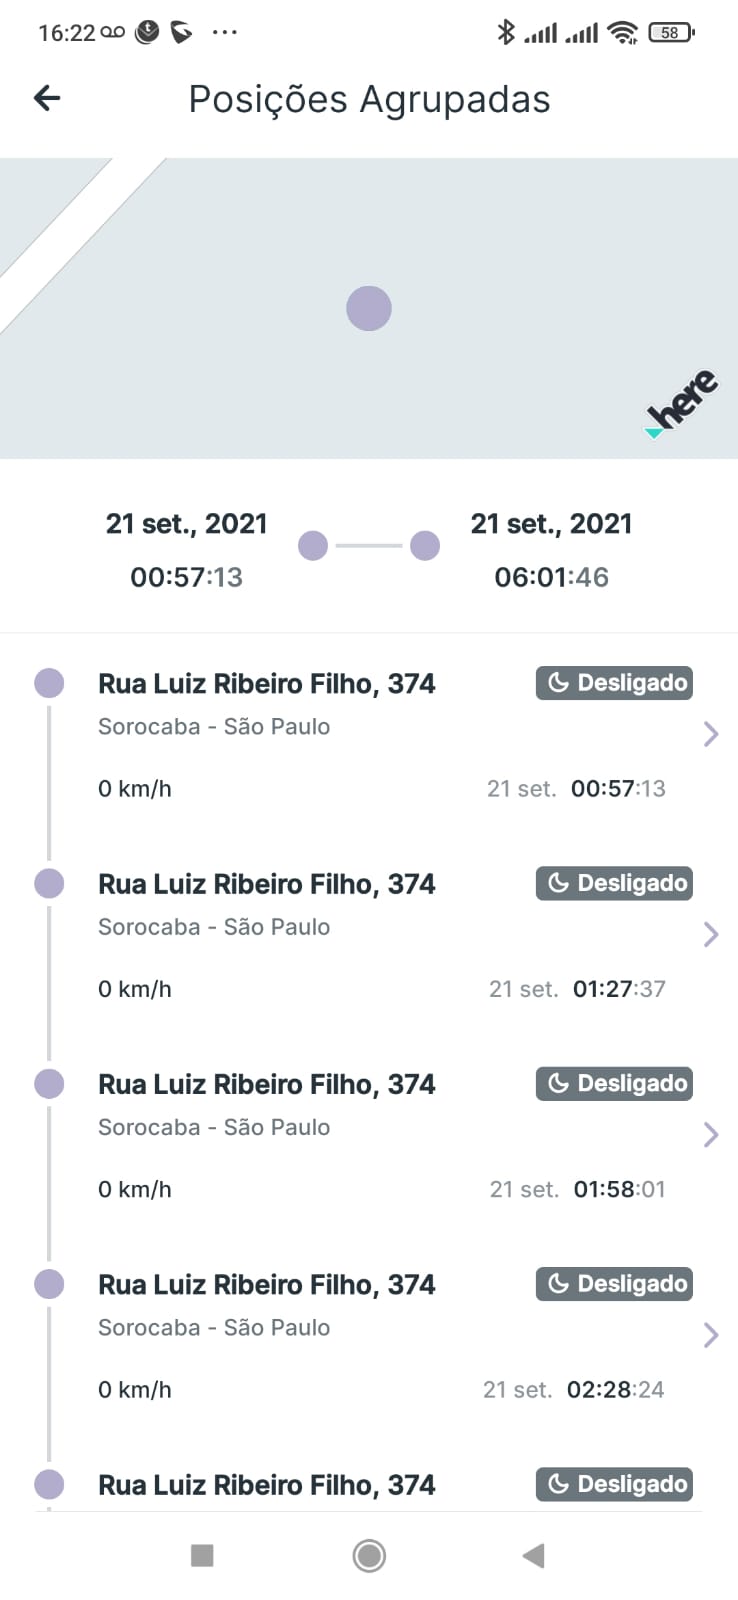 16:22 ... 58
Posições Agrupadas
here
21 set., 2021 21 set., 2021
00:57:13 06:01:46
Rua Luiz Ribeiro Filho, 374 Desligado
Sorocaba - São Paulo
0 km/h 21 set. 00:57:13
Rua Luiz Ribeiro Filho, 374 Desligado
Sorocaba - São Paulo
0 km/h 21 set. 01:27:37
Rua Luiz Ribeiro Filho, 374 Desligado
Sorocaba - São Paulo
0 km/h 21 set. 01:58:01
Rua Luiz Ribeiro Filho, 374 Desligado
Sorocaba - São Paulo
0 km/h 21 set. 02:28:24
Rua Luiz Ribeiro Filho, 374 Desligado